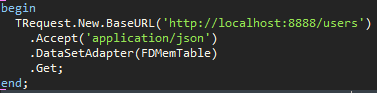 begin
  TRequest.New.BaseURL('http://localhost:8888/users')
    .Accept('application/json')
    .DataSetAdapter(FDMemTable)
    .Get;
end;